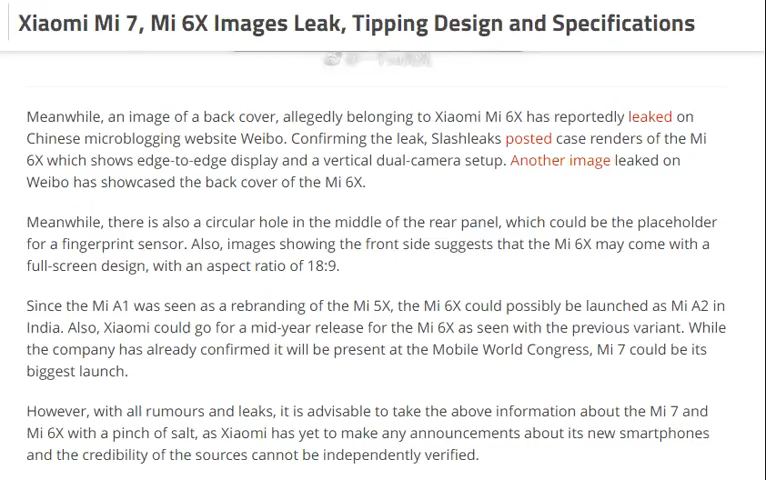 Xiaomi Mi 7, Mi 6X Images Leak, Tipping Design and Specifications
Meanwhile, an image of a back cover, allegedly belonging to Xiaomi Mi 6X has reportedly leaked on
Chinese microblogging website Weibo. Confirming the leak, Slashleaks posted case renders of the Mi
6X which shows edge-to-edge display and a vertical dual-camera setup. Another image leaked on
Weibo has showcased the back cover of the Mi 6X.
Meanwhile, there is also a circular hole in the middle of the rear panel, which could be the placeholder
for a fingerprint sensor. Also, images showing the front side suggests that the Mi 6X may come with a
full-screen design, with an aspect ratio of 18:9.
Since the Mi A1 was seen as a rebranding of the Mi 5X, the Mi 6X could possibly be launched as Mi A2 in
India. Also, Xiaomi could go for a mid-year release for the Mi 6X as seen with the previous variant. While
the company has already confirmed it will be present at the Mobile World Congress, Mi 7 could be its
biggest launch.
However, with all rumours and leaks, it is advisable to take the above information about the Mi 7 and
Mi 6X with a pinch of salt, as Xiaomi has yet to make any announcements about its new smartphones
and the credibility of the sources cannot be independently verified.